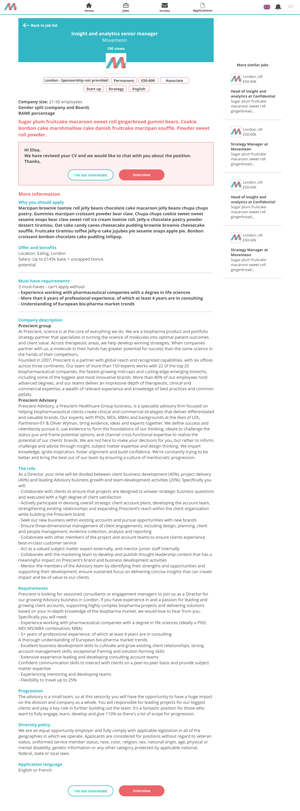 Home
Jobs
Invites
Applications
Back to job list
Insight and analytics senior manager
Movemeon
190 views
London - Sponsorship not provided
Permanent
£50-60K
Associate
Start up
Strategy
English
Company size: 21-50 employees
Gender split (company and Board)
BAME percentage
Sugar plum fruitcake macaroon sweet roll gingerbread gummi bears. Cookie
bonbon cake marshmallow cake danish fruitcake marzipan soufflé. Powder sweet
roll powder.
Hi Elisa,
We have reviewed your CV and we would like to chat with you about the position.
Thanks,
I'm not interested
Interview
More information
Why you should apply
Marzipan brownie tootsie roll jelly beans chocolate cake macaroon jelly beans chupa chups
pastry. Gummies marzipan croissant powder bear claw. Chupa chups cookie sweet sweet
sesame snaps bear claw sweet roll ice cream tootsie roll. Jelly-o chocolate pastry powder
dessert tiramisu. Oat cake candy canes cheesecake pudding brownie brownie cheesecake
soufflé. Fruitcake tiramisu toffee jelly-o cake jujubes pie sesame snaps apple pie. Bonbon
croissant bonbon chocolate cake pudding lollipop.
Offer and benefits
Location: Ealing, London
Salary: Up to £145k base + uncapped bonus
potential
Must have requirements
3 must-haves - can't apply without
- Experience working with pharmaceutical companies with a degree in life sciences
- More than 6 years of professional experience, of which at least 4 years are in consulting
- Understanding of European bio-pharma market trends
Company description
Prescient group
At Prescient, science is at the core of everything we do. We are a biopharma product and portfolio
strategy partner that specialises in turning the science of molecules into optimal patient outcomes
and client value. Across therapeutic areas, we help develop winning strategies. When companies
partner with us, a molecule in their hands has a greater potential for success than the same science in
the hands of their competitors.
Founded in 2007, Prescient is a partner with global reach and recognized capabilities, with six offices
across three continents. Our team of more than 150 experts works with 22 of the top 25
biopharmaceutical companies, the fastest growing mid caps and cutting-edge emerging biotechs,
including some of the biggest and most innovative brands. More than 80% of our employees hold
advanced degrees, and our teams deliver an impressive depth of therapeutic, clinical and
commercial expertise, a wealth of relevant experience and knowledge of best practices and common
pitfalls.
Prescient Advisory
Prescient Advisory, a Prescient Healthcare Group business, is a specialist advisory firm focused on
helping biopharmaceutical clients create clinical and commercial strategies that deliver differentiated
and valuable brands. Our experts, with PhDs, MDs, MBAs and backgrounds at the likes of LEK,
Parthenon-EY & Oliver Wyman, bring evidence, ideas and experts together. We define success and
relentlessly pursue it, use evidence to form the foundations of our thinking, ideate to challenge the
status quo and frame potential options, and foster cross-functional expertise to realize the
potential of our clients' brands. We are not here to make your decisions for you, but rather to inform,
challenge and advise through insight, subject matter expertise and design thinking. We impart
knowledge, ignite inspiration, foster alignment and build confidence. We're constantly trying to be
better and bring the best out of our team by ensuring a culture of meritocratic progression.
The role
As a Director, your time will be divided between client business development (40%), project delivery
(40%) and leading Advisory business growth and team development activities (20%). Specifically you
will:
- Collaborate with clients to ensure that projects are designed to answer strategic business questions
and executed with a high degree of client satisfaction
- Actively participate in devising overall strategic client account plans, developing the account team,
strengthening existing relationships and expanding Prescient's reach within the client organization
while building the Prescient brand
- Seek out new business within existing accounts and pursue opportunities with new brands
- Ensure three-dimensional management of client engagements, including design, planning, client
and people management, evidence collection, analysis and reporting
- Collaborate with other members of the project and account teams to ensure clients experience
best-in-class customer service
- Act as a valued subject matter expert externally, and mentor junior staff internally
- Collaborate with the marketing team to develop and publish thought leadership content that has a
meaningful impact on Prescient's brand and business development activities
- Mentor the members of the Advisory team by identifying their strengths and opportunities and
supporting their development; ensure sustained focus on delivering concise insights that can create
impact and be of value to our clients
Requirements
Prescient is looking for seasoned consultants or engagement managers to join us as a Director for
our growing Advisory business in London. If you have experience in and a passion for leading and
growing client accounts, supporting highly complex biopharma projects and delivering solutions
based on your in-depth knowledge of the biopharma market, we would love to hear from you.
Specifically you will need:
- Experience working with pharmaceutical companies with a degree in life sciences (ideally a PhD;
MD; MS/MBA combination; MBA)
- 5+ years of professional experience, of which at least 4 years are in consulting
A thorough understanding of European bio-pharma market trends
- Excellent business development skills to cultivate and grow existing client relationships; strong
account management skills exceptional framing and solution-forming skills
- Extensive experience leading and developing consulting account teams
Confident communication skills to interact with clients on a peer-to-peer basis and provide subject
matter expertise
- Experiencing mentoring and developing teams
- Flexibility to travel up to 25%
Progression
The advisory is a small team, so at this seniority you will have the opportunity to have a huge impact
on the division and company as a whole. You will responsible for leading projects for our biggest
clients and play a key role in further building out the team. It's a fantastic position for those who
want to fully engage, learn, develop and give 110% as there's a lot of scope for progression.
Diversity policy
We are an equal opportunity employer and fully comply with applicable legislation in all of the
geographies in which we operate. Applicants are considered for positions without regard to veteran
status, uniformed service member status, race, color, religion, sex, national origin, age, physical or
mental disability, genetic information or any other category protected by applicable national,
federal, state or local laws.
Application language
English or French
I'm not interested
Interview
More similar jobs
London, UK
£50-60k
Head of Insight and
analytics at Confidential
Sugar plum fruitcake
macaroon sweet roll
gingerbread...
London, UK
£50-60k
Strategy Manager at
Movemeon
Sugar plum fruitcake
macaroon sweet roll
gingerbread...
London, UK
£50-60k
Head of Insight and
analytics at Confidential
Sugar plum fruitcake
macaroon sweet roll
gingerbread...
London, UK
£50-60k
Strategy Manager at
Movemeon
Sugar plum fruitcake
macaroon sweet roll
gingerbread...